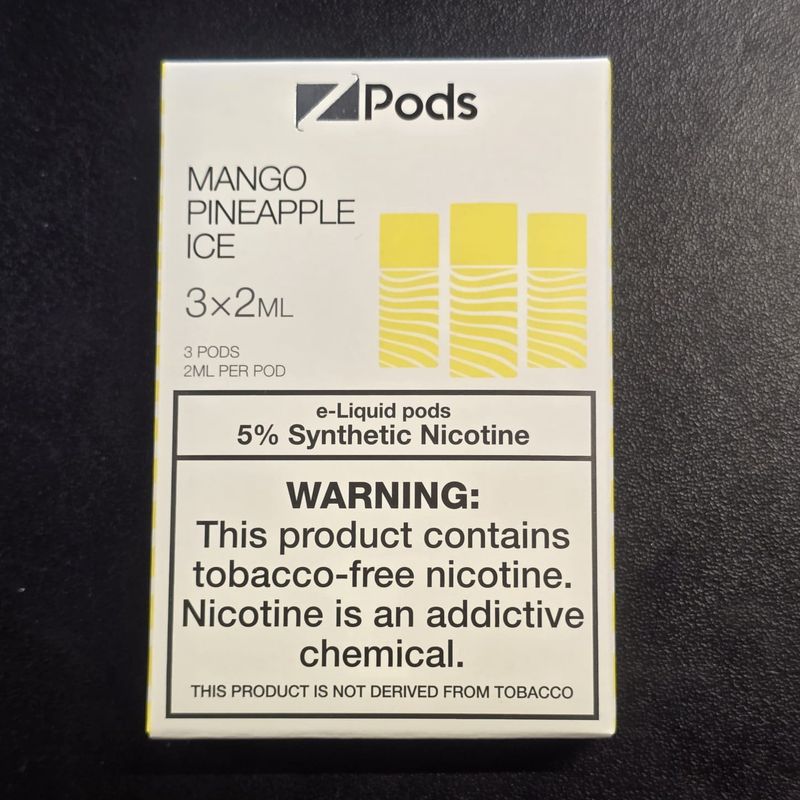 ZPods
MANGO
PINEAPPLE
ICE
3×2ML
3 PODS
2ML PER POD
e-Liquid pods
5% Synthetic Nicotine
WARNING:
This product contains
tobacco-free nicotine.
Nicotine is an addictive
chemical.
THIS PRODUCT IS NOT DERIVED FROM TOBACCO